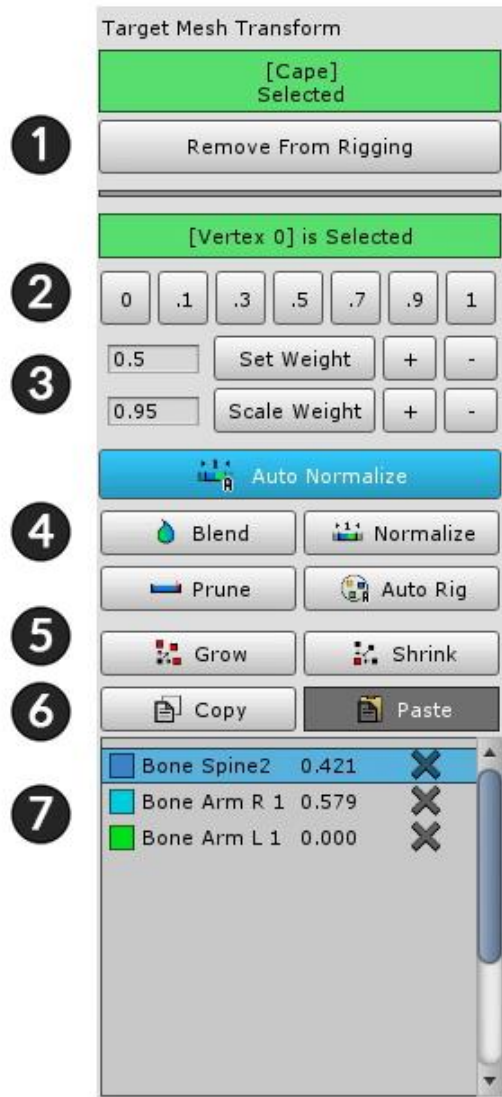 Target Mesh Transform
[Cape]
Selected
1
Remove From Rigging
[Vertex 0] is Selected
2
0 .1 .3 .5 .7 .9 1
3
0.5 Set Weight + -
0.95 Scale Weight + -
Auto Normalize
4
Blend Normalize
Prune Auto Rig
5
Grow Shrink
6
Copy Paste
7
Bone Spine2 0.421
Bone Arm R 1 0.579
Bone Arm L 1 0.000